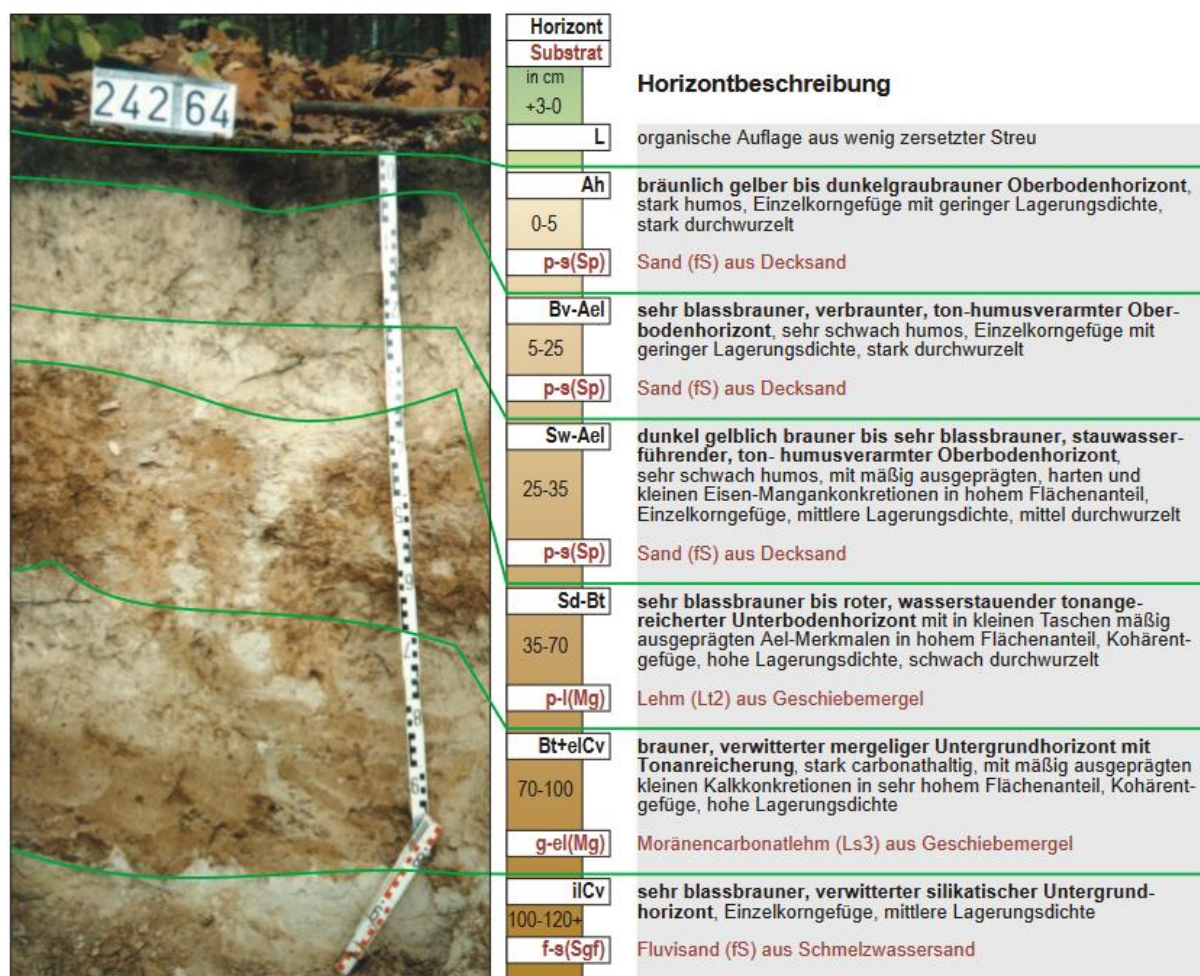 242 64
Horizont
Substrat
in cm
+3-0
L
Horizontbeschreibung
organische Auflage aus wenig zersetzter Streu
Ah
0-5
p-s(Sp)
bräunlich gelber bis dunkelgraubrauner Oberbodenhorizont,
stark humos, Einzelkorngefüge mit geringer Lagerungsdichte,
stark durchwurzelt
Sand (fS) aus Decksand
Bv-Ael
5-25
p-s(Sp)
sehr blassbrauner, verbraunter, ton-humusverarmter Ober-
bodenhorizont, sehr schwach humos, Einzelkorngefüge mit
geringer Lagerungsdichte, stark durchwurzelt
Sand (fS) aus Decksand
Sw-Ael
25-35
p-s(Sp)
dunkel gelblich brauner bis sehr blassbrauner, stauwasser-
führender, ton- humusverarmter Oberbodenhorizont,
sehr schwach humos, mit mäßig ausgeprägten, harten und
kleinen Eisen-Mangankonkretionen in hohem Flächenanteil,
Einzelkorngefüge, mittlere Lagerungsdichte, mittel durchwurzelt
Sand (fS) aus Decksand
Sd-Bt
35-70
p-l(Mg)
sehr blassbrauner bis roter, wasserstauender tonange-
reicherter Unterbodenhorizont mit in kleinen Taschen mäßig
ausgeprägten Ael-Merkmalen in hohem Flächenanteil, Kohärent-
gefüge, hohe Lagerungsdichte, schwach durchwurzelt
Lehm (Lt2) aus Geschiebemergel
Bt+elCv
70-100
g-el(Mg)
brauner, verwitterter mergeliger Untergrundhorizont mit
Tonanreicherung, stark carbonathaltig, mit mäßig ausgeprägten
kleinen Kalkkonkretionen in sehr hohem Flächenanteil, Kohärent-
gefüge, hohe Lagerungsdichte
Moränencarbonatlehm (Ls3) aus Geschiebemergel
ilCv
100-120+
f-s(Sgf)
sehr blassbrauner, verwitterter silikatischer Untergrund-
horizont, Einzelkorngefüge, mittlere Lagerungsdichte
Fluvisand (fS) aus Schmelzwassersand